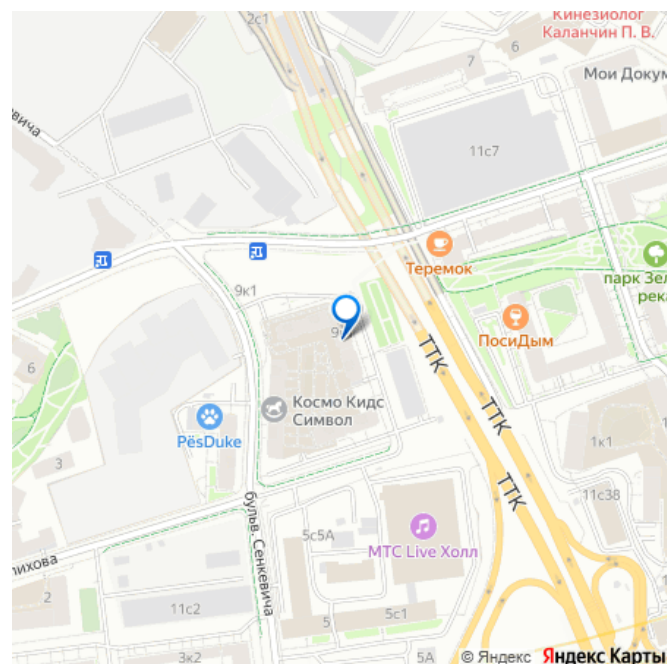 2с1
Кинезиолог
Каланчин П. В.
6
7
Мои Докум
евича
11с7
Теремок
парк Зел
река
9к1
9
ПосиДым
ТТК
6
Космо Кидс
Символ
PёsDuke
ТТК
1к1
3
ТТК
11с38
5с5А
МТС Live Холл
бульв. Сенкевича
лихова
2
11с2
5
5с1
3к2
5А
© Яндекс Яндекс Карты